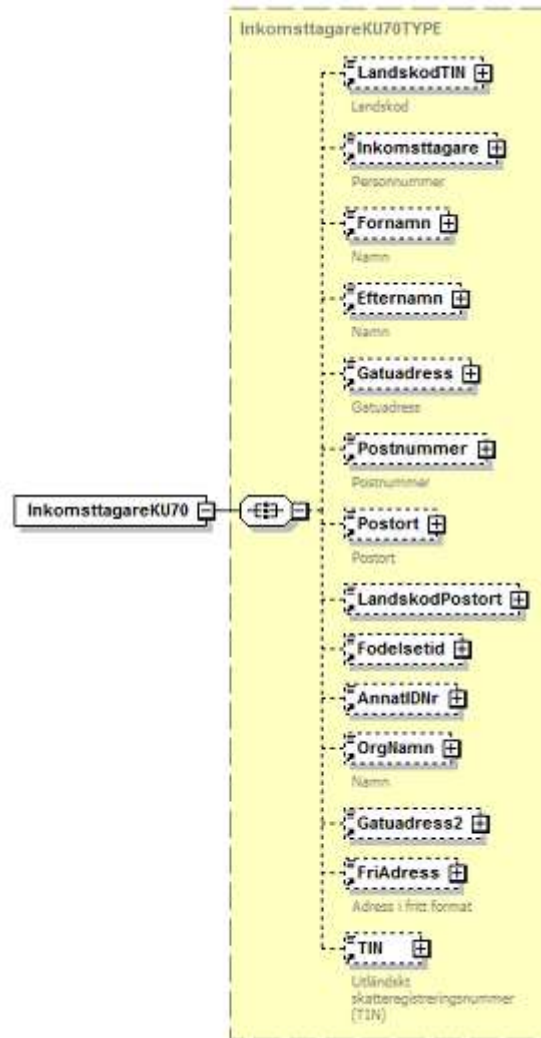 InkomsttagareKU70TYPE
LandskodTIN
Landskod
Inkomsttagare
Personnummer
Fornamn
Namn
Efternamn
Namn
Gatuadress
Gatuadress
Postnummer
Postnummer
InkomsttagareKU70
Postort
Postort
LandskodPostort
Fodelsetid
AnnatIDNr
OrgNamn
Namn
Gatuadress2
FriAdress
Adress i fritt format
TIN
Utländskt
skatteregistreringsnummer
(TIN)